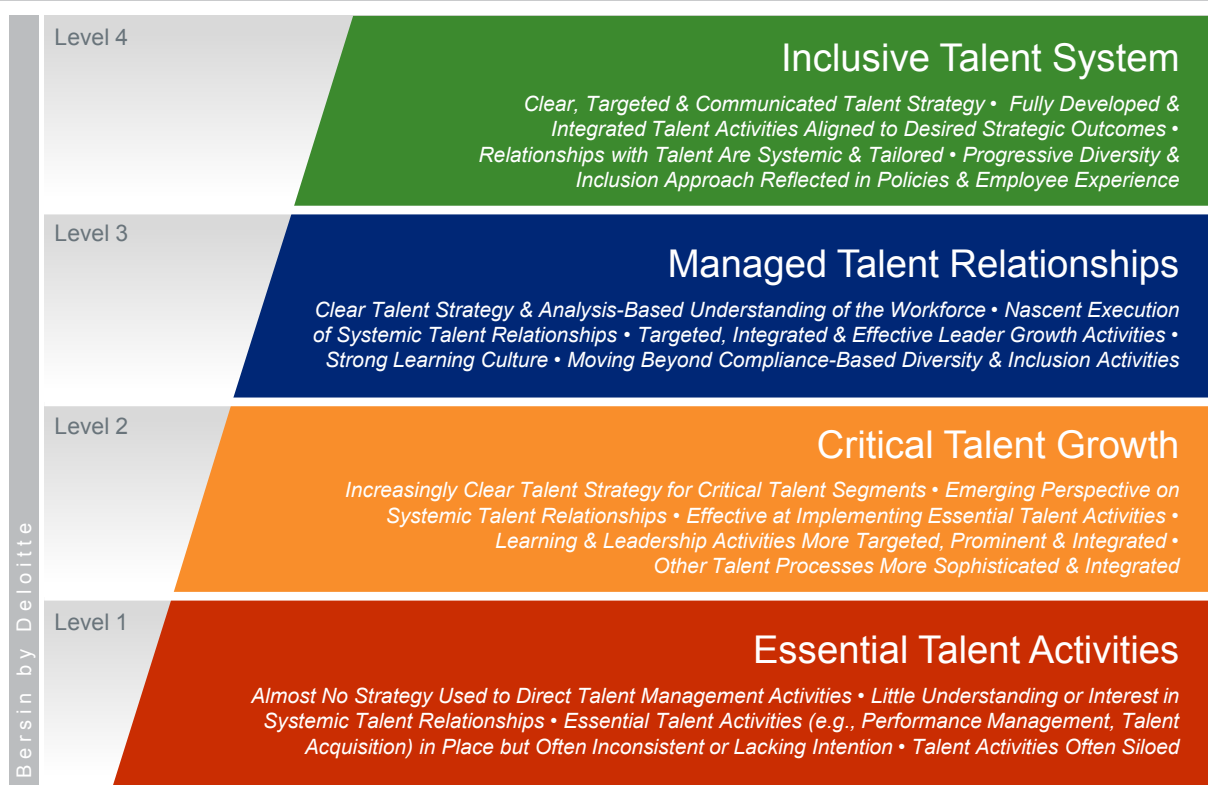 Level 4
Inclusive Talent System
Clear, Targeted & Communicated Talent Strategy • Fully Developed &
Integrated Talent Activities Aligned to Desired Strategic Outcomes •
Relationships with Talent Are Systemic & Tailored • Progressive Diversity &
Inclusion Approach Reflected in Policies & Employee Experience
Level 3
Managed Talent Relationships
Clear Talent Strategy & Analysis-Based Understanding of the Workforce • Nascent Execution
of Systemic Talent Relationships • Targeted, Integrated & Effective Leader Growth Activities •
Strong Learning Culture • Moving Beyond Compliance-Based Diversity & Inclusion Activities
Level 2
Critical Talent Growth
Increasingly Clear Talent Strategy for Critical Talent Segments • Emerging Perspective on
Systemic Talent Relationships • Effective at Implementing Essential Talent Activities •
Learning & Leadership Activities More Targeted, Prominent & Integrated •
Other Talent Processes More Sophisticated & Integrated
Level 1
Essential Talent Activities
Almost No Strategy Used to Direct Talent Management Activities • Little Understanding or Interest in
Systemic Talent Relationships • Essential Talent Activities (e.g., Performance Management, Talent
Acquisition) in Place but Often Inconsistent or Lacking Intention • Talent Activities Often Siloed
Bersin by Deloitte